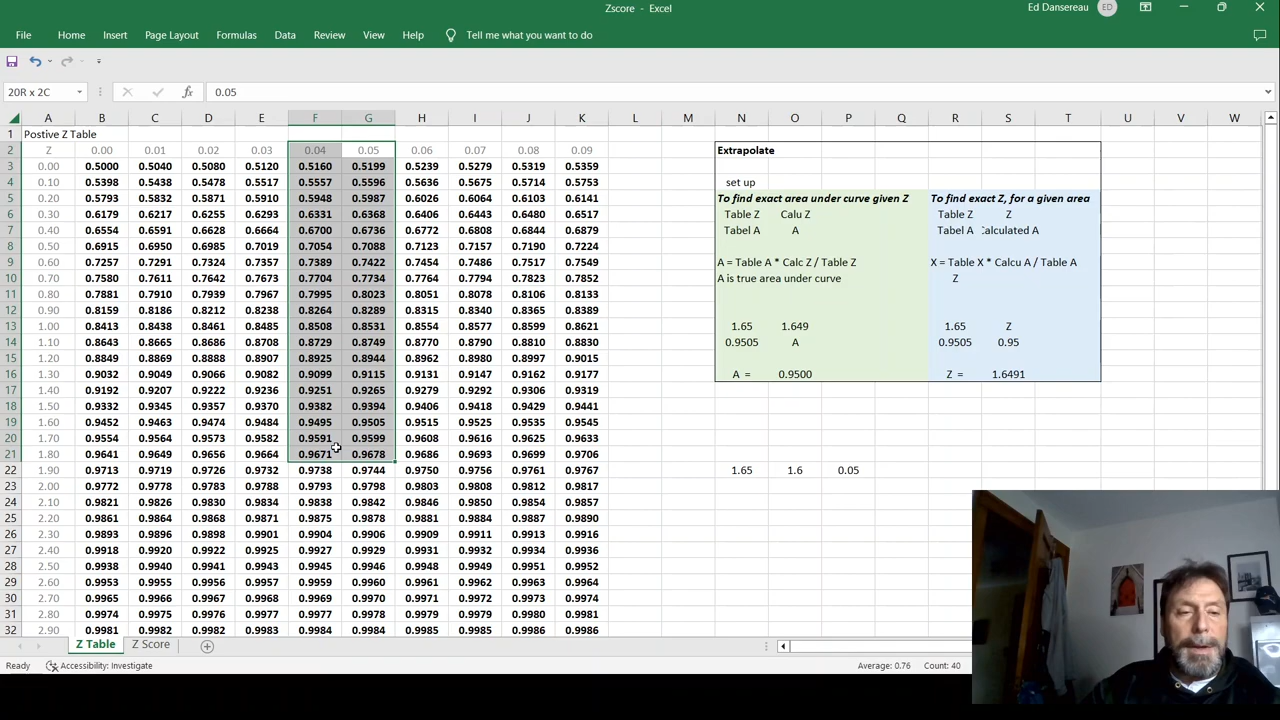 Zscore - Excel
Ed Dansereau ED
File Home Insert Page Layout Formulas Data Review View Help Tell me what you want to do
20R x 2C fx 0.05
A B C D E F G H I J K L M N O P Q R S T U V W
1 Postive Z Table
2 Z 0.00 0.01 0.02 0.03 0.04 0.05 0.06 0.07 0.08 0.09 Extrapolate
3 0.00 0.5000 0.5040 0.5080 0.5120 0.5160 0.5199 0.5239 0.5279 0.5319 0.5359
4 0.10 0.5398 0.5438 0.5478 0.5517 0.5557 0.5596 0.5636 0.5675 0.5714 0.5753 set up
5 0.20 0.5793 0.5832 0.5871 0.5910 0.5948 0.5987 0.6026 0.6064 0.6103 0.6141 To find exact area under curve given Z To find exact Z, for a given area
6 0.30 0.6179 0.6217 0.6255 0.6293 0.6331 0.6368 0.6406 0.6443 0.6480 0.6517 Table Z Calu Z Table Z Z
7 0.40 0.6554 0.6591 0.6628 0.6664 0.6700 0.6736 0.6772 0.6808 0.6844 0.6879 Tabel A A Tabel A Calculated A
8 0.50 0.6915 0.6950 0.6985 0.7019 0.7054 0.7088 0.7123 0.7157 0.7190 0.7224
9 0.60 0.7257 0.7291 0.7324 0.7357 0.7389 0.7422 0.7454 0.7486 0.7517 0.7549 A = Table A * Calc Z / Table Z X = Table X * Calcu A / Table A
10 0.70 0.7580 0.7611 0.7642 0.7673 0.7704 0.7734 0.7764 0.7794 0.7823 0.7852 A is true area under curve Z
11 0.80 0.7881 0.7910 0.7939 0.7967 0.7995 0.8023 0.8051 0.8078 0.8106 0.8133
12 0.90 0.8159 0.8186 0.8212 0.8238 0.8264 0.8289 0.8315 0.8340 0.8365 0.8389
13 1.00 0.8413 0.8438 0.8461 0.8485 0.8508 0.8531 0.8554 0.8577 0.8599 0.8621 1.65 1.649 1.65 Z
14 1.10 0.8643 0.8665 0.8686 0.8708 0.8729 0.8749 0.8770 0.8790 0.8810 0.8830 0.9505 A 0.9505 0.95
15 1.20 0.8849 0.8869 0.8888 0.8907 0.8925 0.8944 0.8962 0.8980 0.8997 0.9015
16 1.30 0.9032 0.9049 0.9066 0.9082 0.9099 0.9115 0.9131 0.9147 0.9162 0.9177 A = 0.9500 Z = 1.6491
17 1.40 0.9192 0.9207 0.9222 0.9236 0.9251 0.9265 0.9279 0.9292 0.9306 0.9319
18 1.50 0.9332 0.9345 0.9357 0.9370 0.9382 0.9394 0.9406 0.9418 0.9429 0.9441
19 1.60 0.9452 0.9463 0.9474 0.9484 0.9495 0.9505 0.9515 0.9525 0.9535 0.9545
20 1.70 0.9554 0.9564 0.9573 0.9582 0.9591 0.9599 0.9608 0.9616 0.9625 0.9633
21 1.80 0.9641 0.9649 0.9656 0.9664 0.9671 0.9678 0.9686 0.9693 0.9699 0.9706
22 1.90 0.9713 0.9719 0.9726 0.9732 0.9738 0.9744 0.9750 0.9756 0.9761 0.9767 1.65 1.6 0.05
23 2.00 0.9772 0.9778 0.9783 0.9788 0.9793 0.9798 0.9803 0.9808 0.9812 0.9817
24 2.10 0.9821 0.9826 0.9830 0.9834 0.9838 0.9842 0.9846 0.9850 0.9854 0.9857
25 2.20 0.9861 0.9864 0.9868 0.9871 0.9875 0.9878 0.9881 0.9884 0.9887 0.9890
26 2.30 0.9893 0.9896 0.9898 0.9901 0.9904 0.9906 0.9909 0.9911 0.9913 0.9916
27 2.40 0.9918 0.9920 0.9922 0.9925 0.9927 0.9929 0.9931 0.9932 0.9934 0.9936
28 2.50 0.9938 0.9940 0.9941 0.9943 0.9945 0.9946 0.9948 0.9949 0.9951 0.9952
29 2.60 0.9953 0.9955 0.9956 0.9957 0.9959 0.9960 0.9961 0.9962 0.9963 0.9964
30 2.70 0.9965 0.9966 0.9967 0.9968 0.9969 0.9970 0.9971 0.9972 0.9973 0.9974
31 2.80 0.9974 0.9975 0.9976 0.9977 0.9977 0.9978 0.9979 0.9979 0.9980 0.9981
32 2.90 0.9981 0.9982 0.9982 0.9983 0.9984 0.9984 0.9985 0.9985 0.9986 0.9986
Z Table Z Score
Ready Accessibility: Investigate Average: 0.76 Count: 40